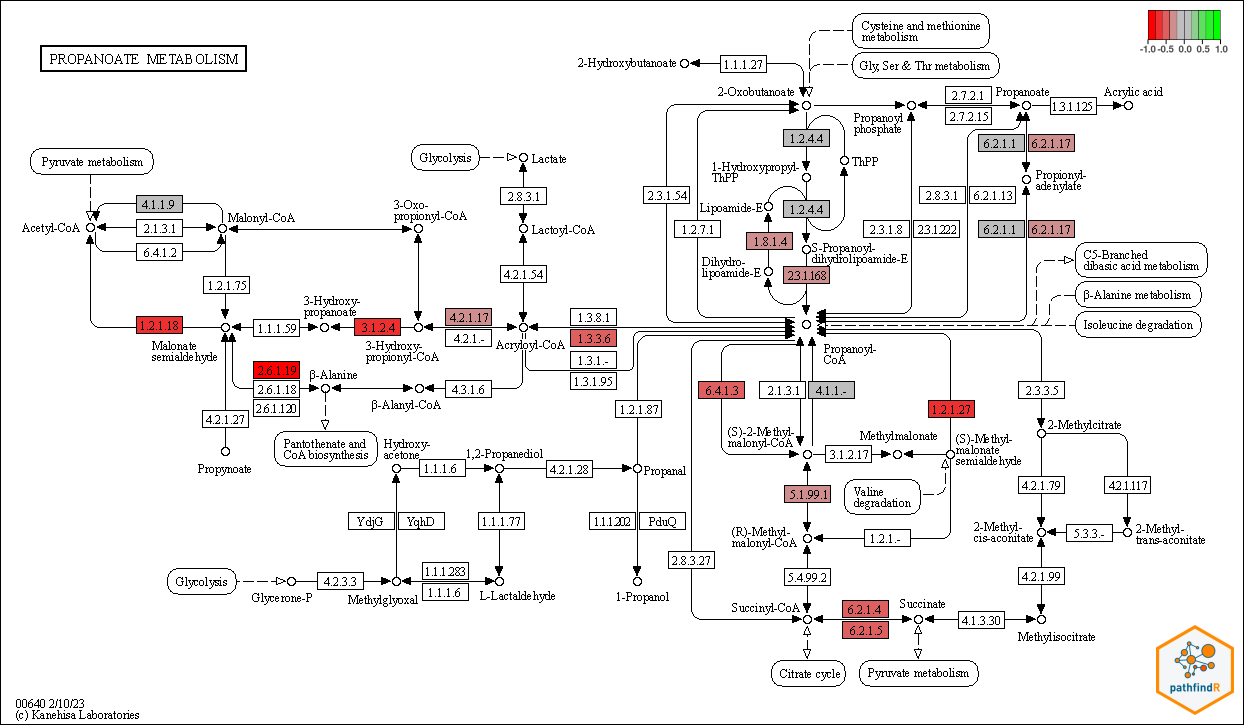 PROPANOATE METABOLISM
Cysteine and methionine
metabolism
-1.0 -0.5 0.0 0.5 1.0
2-Hydroxybutanoate
1.1.1.27
Gly, Ser & Thr metabolism
2-Oxobutanoate
2.7.2.1
2.7.2.15
Propanoate
1.3.1.125
Acrylic acid
Propanoyl
phosphate
1.2.4.4
ThPP
6.2.1.1
6.2.1.17
Pyruvate metabolism
Glycolysis
Lactate
1-Hydroxypropyl-
ThPP
Propionyl-
adenylate
4.1.1.9
2.8.3.1
2.3.1.54
Lipoamide-E
2.8.3.1
6.2.1.13
Malonyl-CoA
3-Oxo-
propionyl-CoA
1.2.4.4
Acetyl-CoA
2.1.3.1
Lactoyl-CoA
1.2.7.1
2.3.1.8
2.3.1.222
6.2.1.1
6.2.1.17
6.4.1.2
1.8.1.4
S-Propanoyl-
dihydrolipoamide-E
C5-Branched
dibasic acid metabolism
Dihydro-
lipoamide-E
2.3.1.168
4.2.1.54
1.2.1.75
β-Alanine metabolism
3-Hydroxy-
propanoate
1.2.1.18
1.1.1.59
3.1.2.4
4.2.1.17
4.2.1.-
1.3.8.1
1.3.3.6
Isoleucine degradation
Malonate
semialdehyde
3-Hydroxy-
propionyl-CoA
Acryloyl-CoA
Propanoyl-
CoA
1.3.1.-
1.3.1.95
2.6.1.19
2.6.1.18
2.6.1.120
β-Alanine
4.3.1.6
β-Alanyl-CoA
6.4.1.3
2.1.3.1
4.1.1.-
2.3.3.5
1.2.1.87
1.2.1.27
4.2.1.27
2-Methylcitrate
Pantothenate and
CoA biosynthesis
(S)-2-Methyl-
malonyl-CoA
Methylmalonate
(S)-Methyl-
malonate
semialdehyde
3.1.2.17
Propynoate
Hydroxy-
acetone
1.1.1.6
1,2-Propanediol
4.2.1.28
Propanal
4.2.1.79
4.2.1.117
5.1.99.1
Valine
degradation
YdjG
YqhD
1.1.1.77
1.1.1.202
PduQ
(R)-Methyl-
malonyl-CoA
1.2.1.-
2-Methyl-
cis-aconitate
5.3.3.-
2-Methyl-
trans-aconitate
2.8.3.27
5.4.99.2
4.2.1.99
Glycolysis
Glycerone-P
4.2.3.3
Methylglyoxal
1.1.1.283
1.1.1.6
L-Lactaldehyde
1-Propanol
Succinyl-CoA
6.2.1.4
6.2.1.5
Succinate
4.1.3.30
Methylisocitrate
Citrate cycle
Pyruvate metabolism
pathfindR
00640 2/10/23
(c) Kanehisa Laboratories